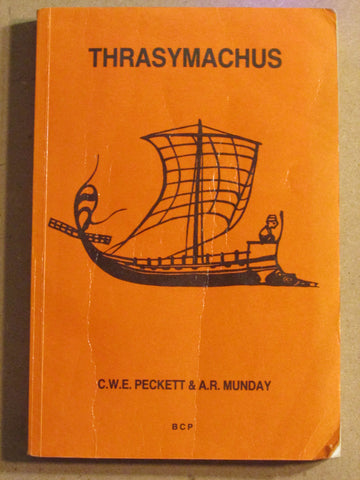 THRASYMACHUS
C.W.E. PECKETT & A.R. MUNDAY
BCP